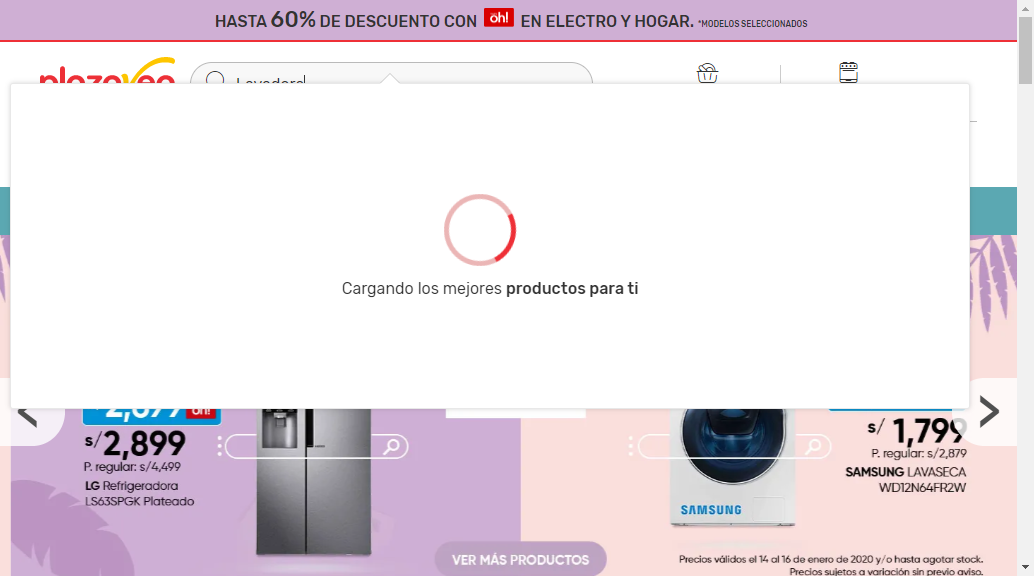 HASTA 60% DE DESCUENTO CON oh! EN ELECTRO Y HOGAR. *MODELOS SELECCIONADOS
plazavea
Lavadora
Cargando los mejores productos para ti
oh!
S/2,899
P. regular: s/4,499
LG Refrigeradora
LS63SPGK Plateado
S/ 1,799
P. regular: s/2,879
SAMSUNG LAVASECA
WD12N64FR2W
SAMSUNG
VER MÁS PRODUCTOS
Precios válidos el 14 al 16 de enero de 2020 y/o hasta agotar stock.
Precios sujetos a variación sin previo aviso.